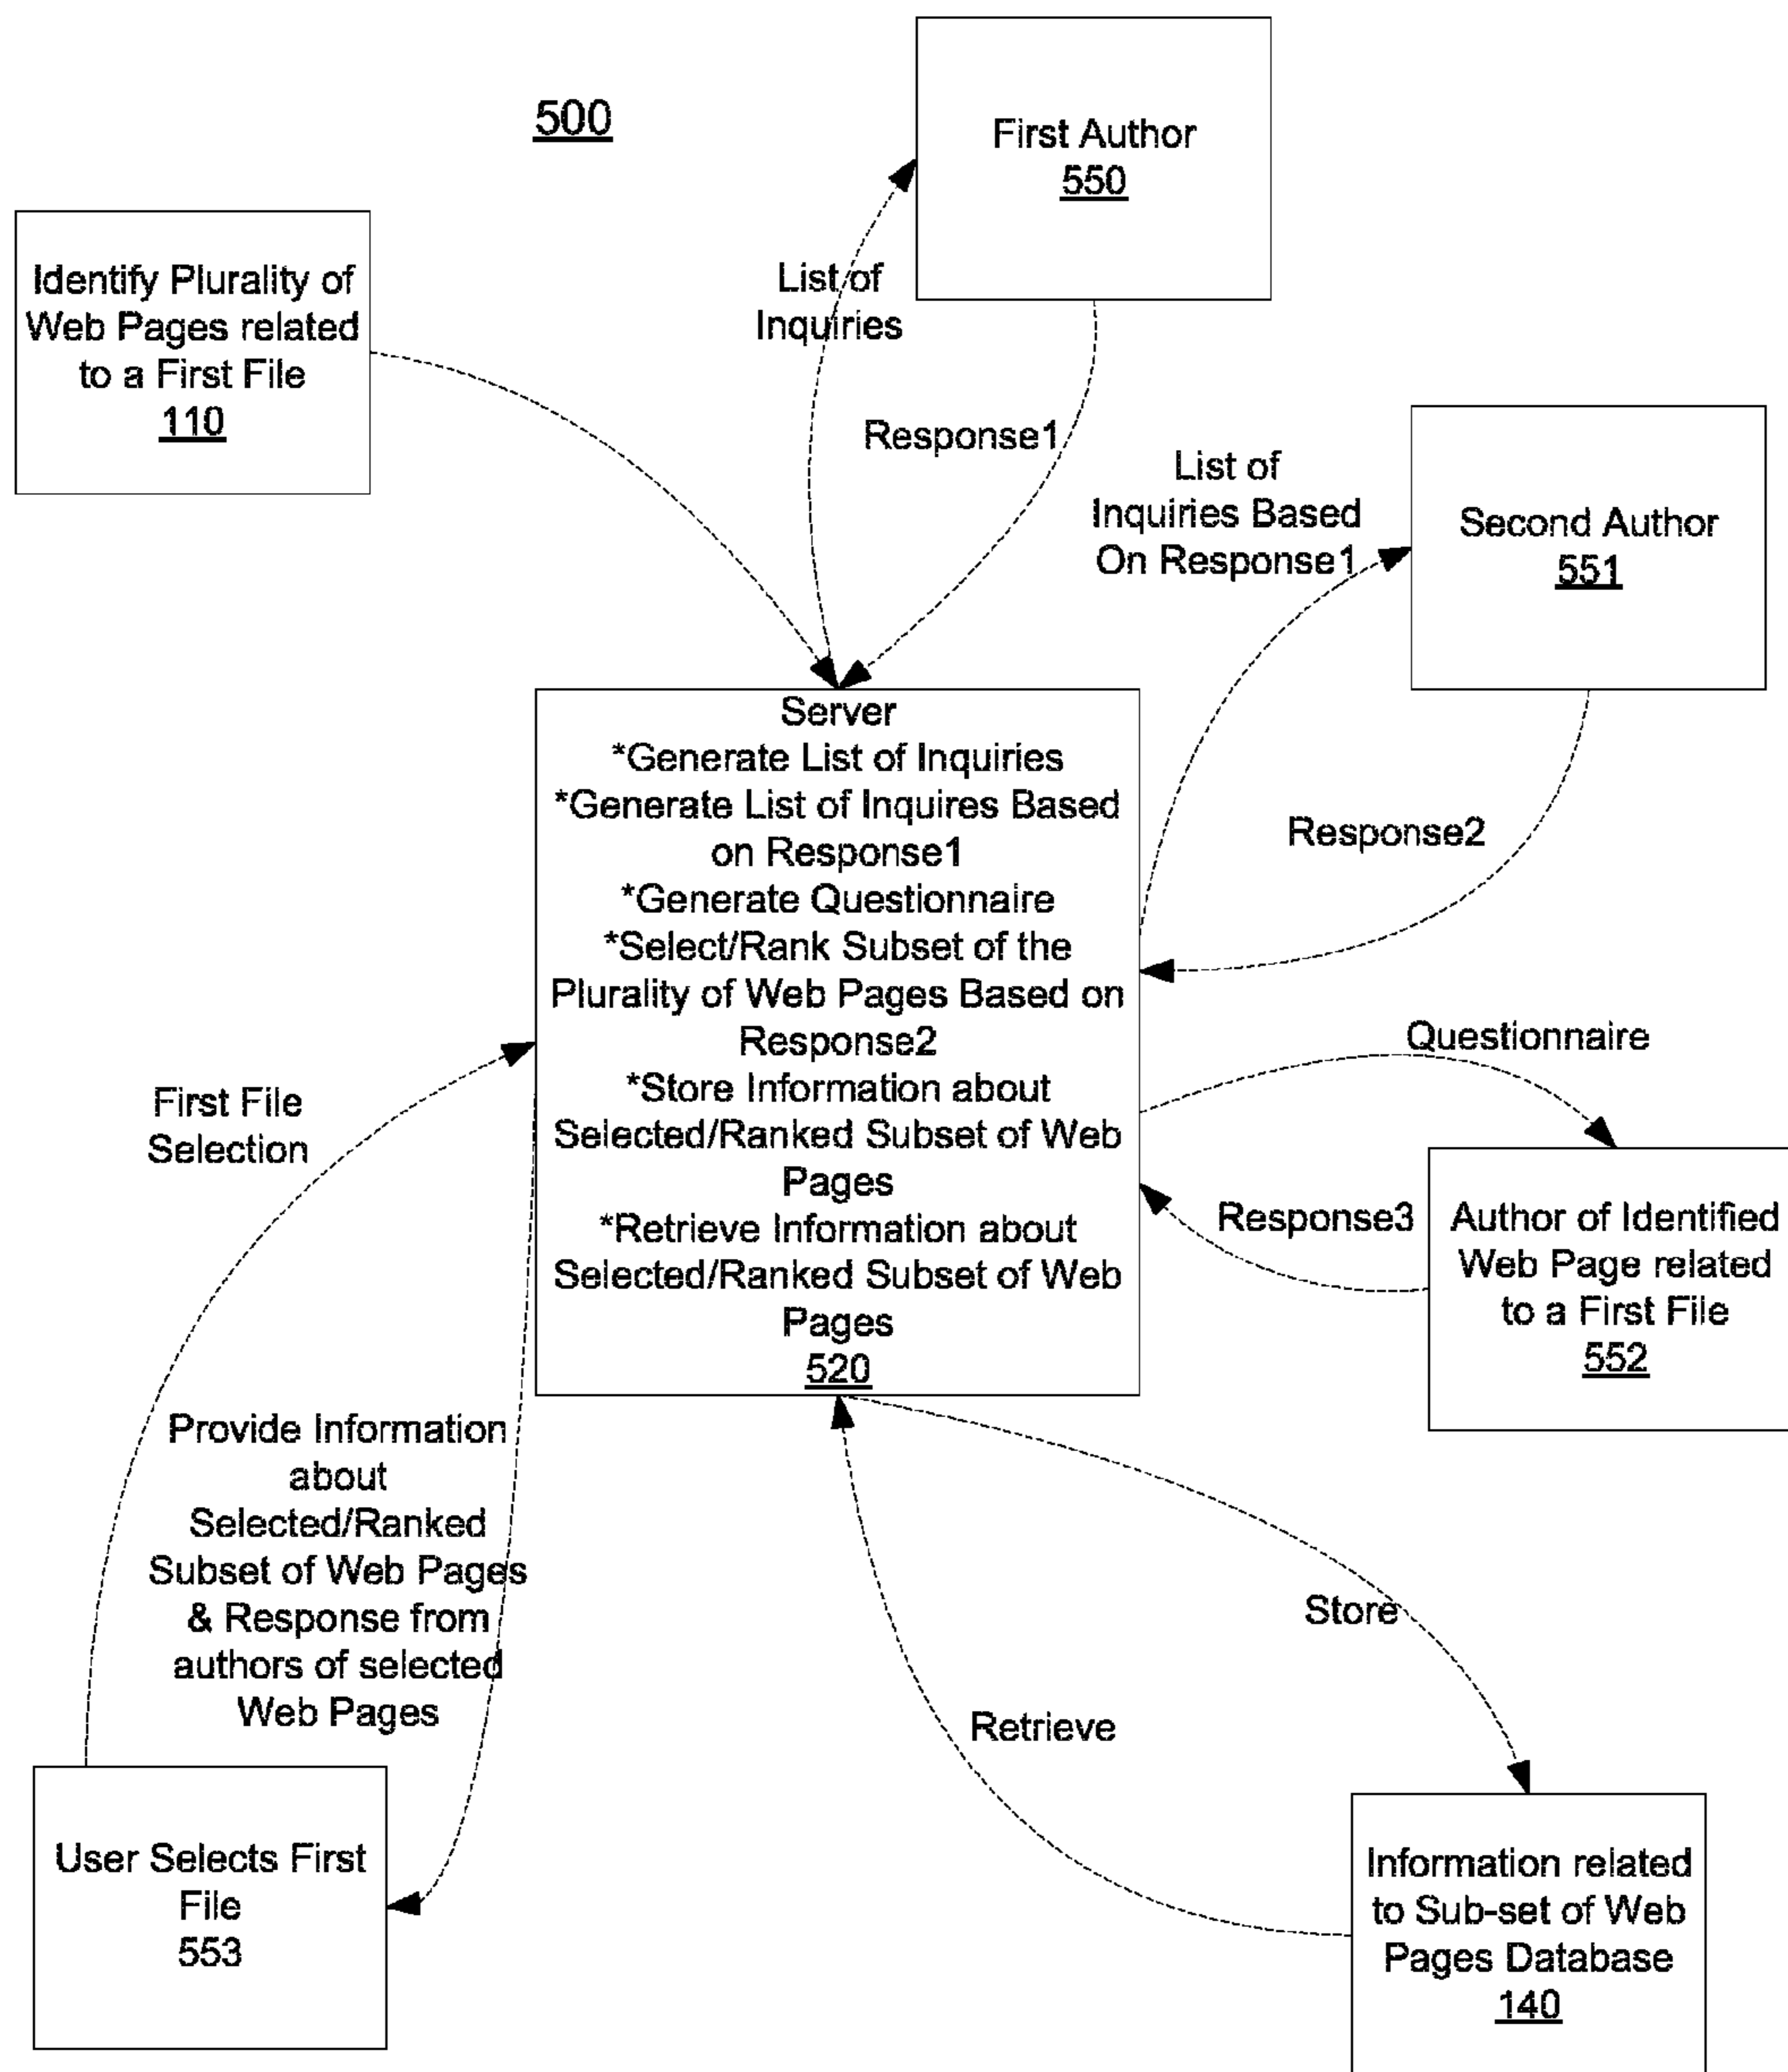 500
First Author
550
Identify Plurality of
Web Pages related
to a First File
110
List of
Inquiries
Response1
List of
Inquiries Based
On Response1
Second Author
551
Response2
Server
*Generate List of Inquiries
*Generate List of Inquires Based
on Response1
*Generate Questionnaire
*Select/Rank Subset of the
Plurality of Web Pages Based on
Response2
*Store Information about
Selected/Ranked Subset of Web
Pages
*Retrieve Information about
Selected/Ranked Subset of Web
Pages
520
Questionnaire
Response3
Author of Identified
Web Page related
to a First File
552
First File
Selection
Provide Information
about
Selected/Ranked
Subset of Web Pages
& Response from
authors of selected
Web Pages
Store
Retrieve
User Selects First
File
553
Information related
to Sub-set of Web
Pages Database
140